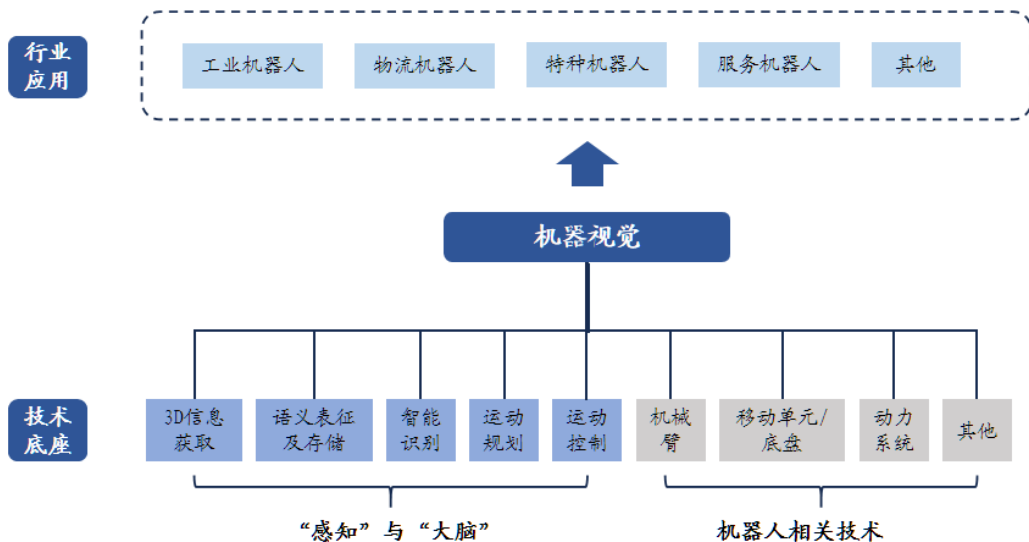 行业
应用
工业机器人
物流机器人
特种机器人
服务机器人
其他
机器视觉
技术
底座
3D信息
获取
语义表征
及存储
智能
识别
运动
规划
运动
控制
机械
臂
移动单元/
底盘
动力
系统
其他
“感知”与“大脑”
机器人相关技术